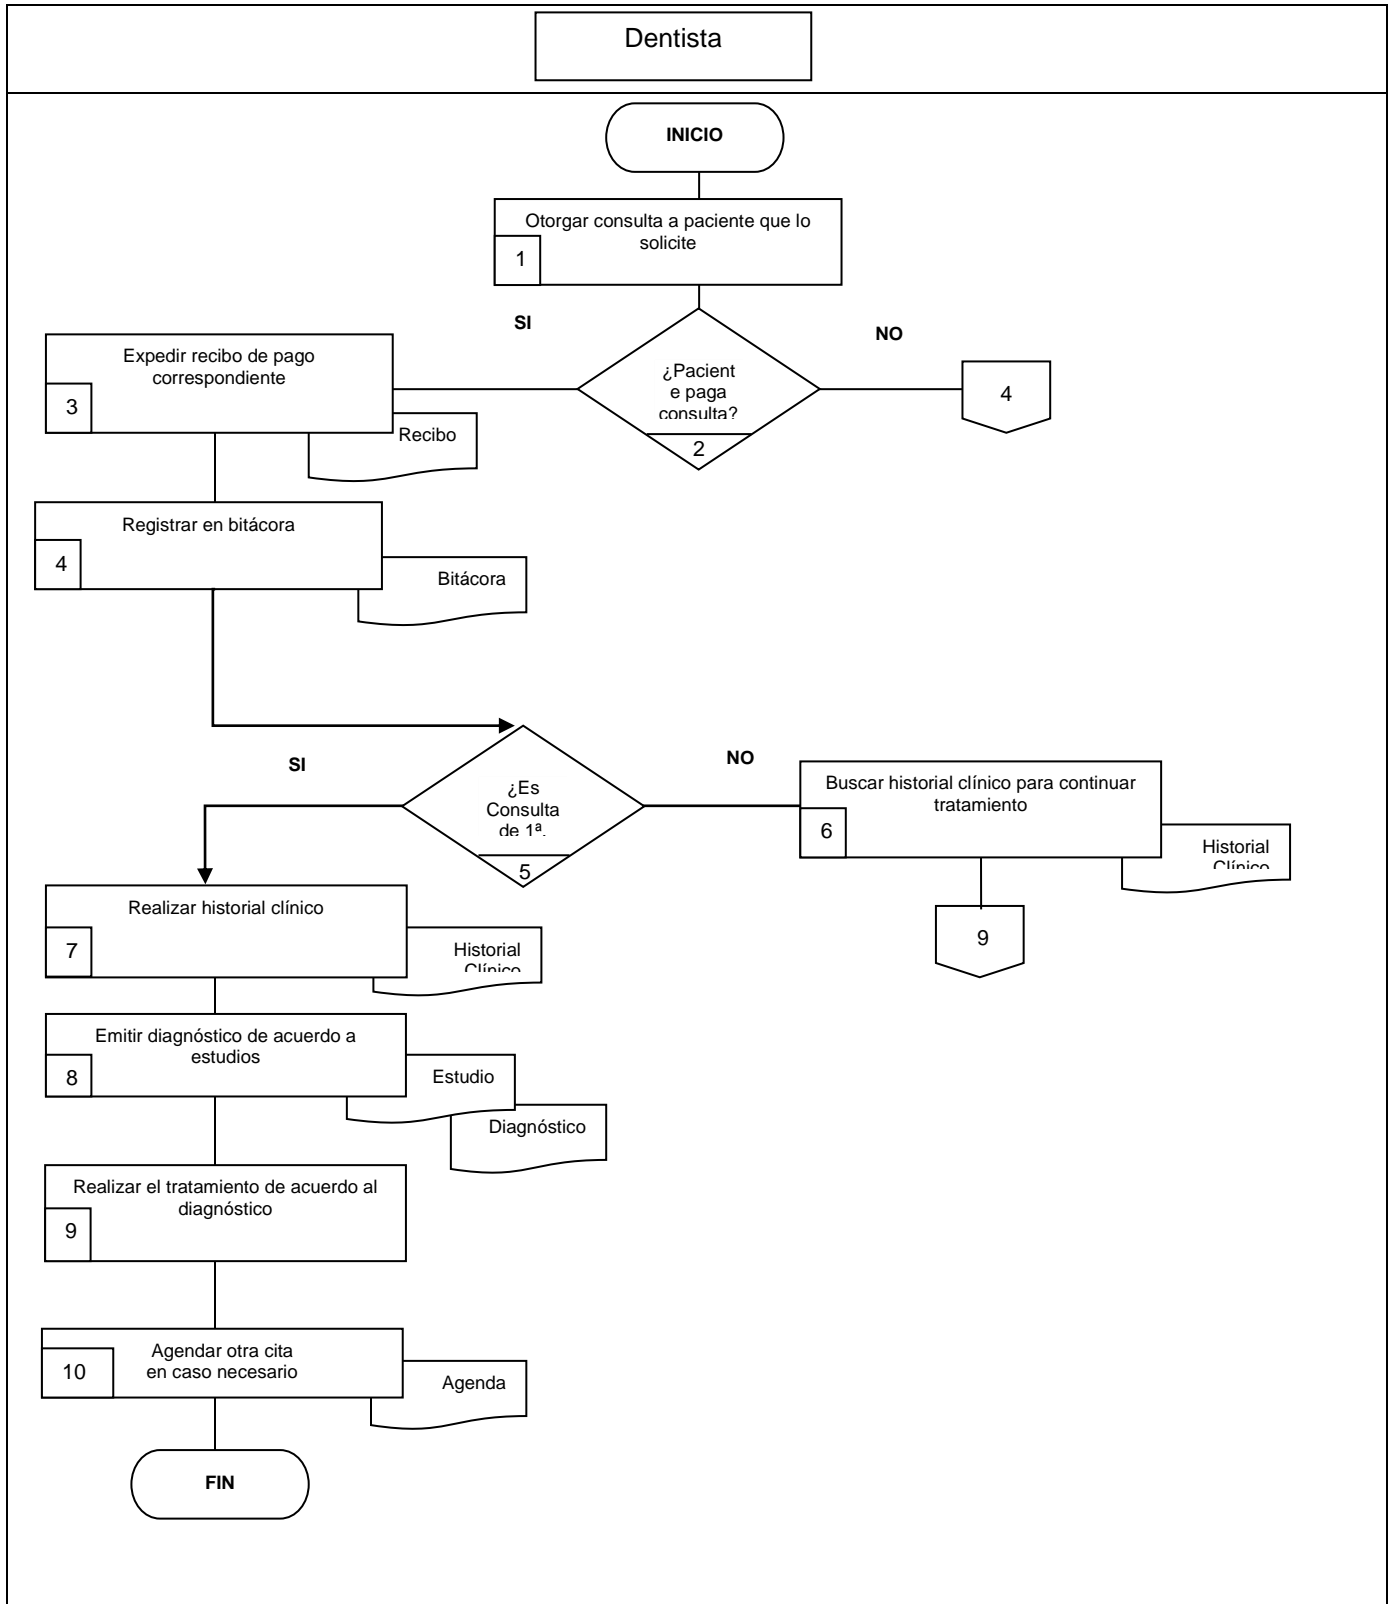 Dentista
INICIO
Otorgar consulta a paciente que lo
solicite
1
SI
NO
¿Pacient
e paga
consulta?
2
4
Expedir recibo de pago
correspondiente
3
Recibo
Registrar en bitácora
4
Bitácora
SI
NO
¿Es
Consulta
de 1ª.
5
Buscar historial clínico para continuar
tratamiento
6
Historial
Clínico
9
Realizar historial clínico
7
Historial
Clínico
Emitir diagnóstico de acuerdo a
estudios
8
Estudio
Diagnóstico
Realizar el tratamiento de acuerdo al
diagnóstico
9
Agendar otra cita
en caso necesario
10
Agenda
FIN